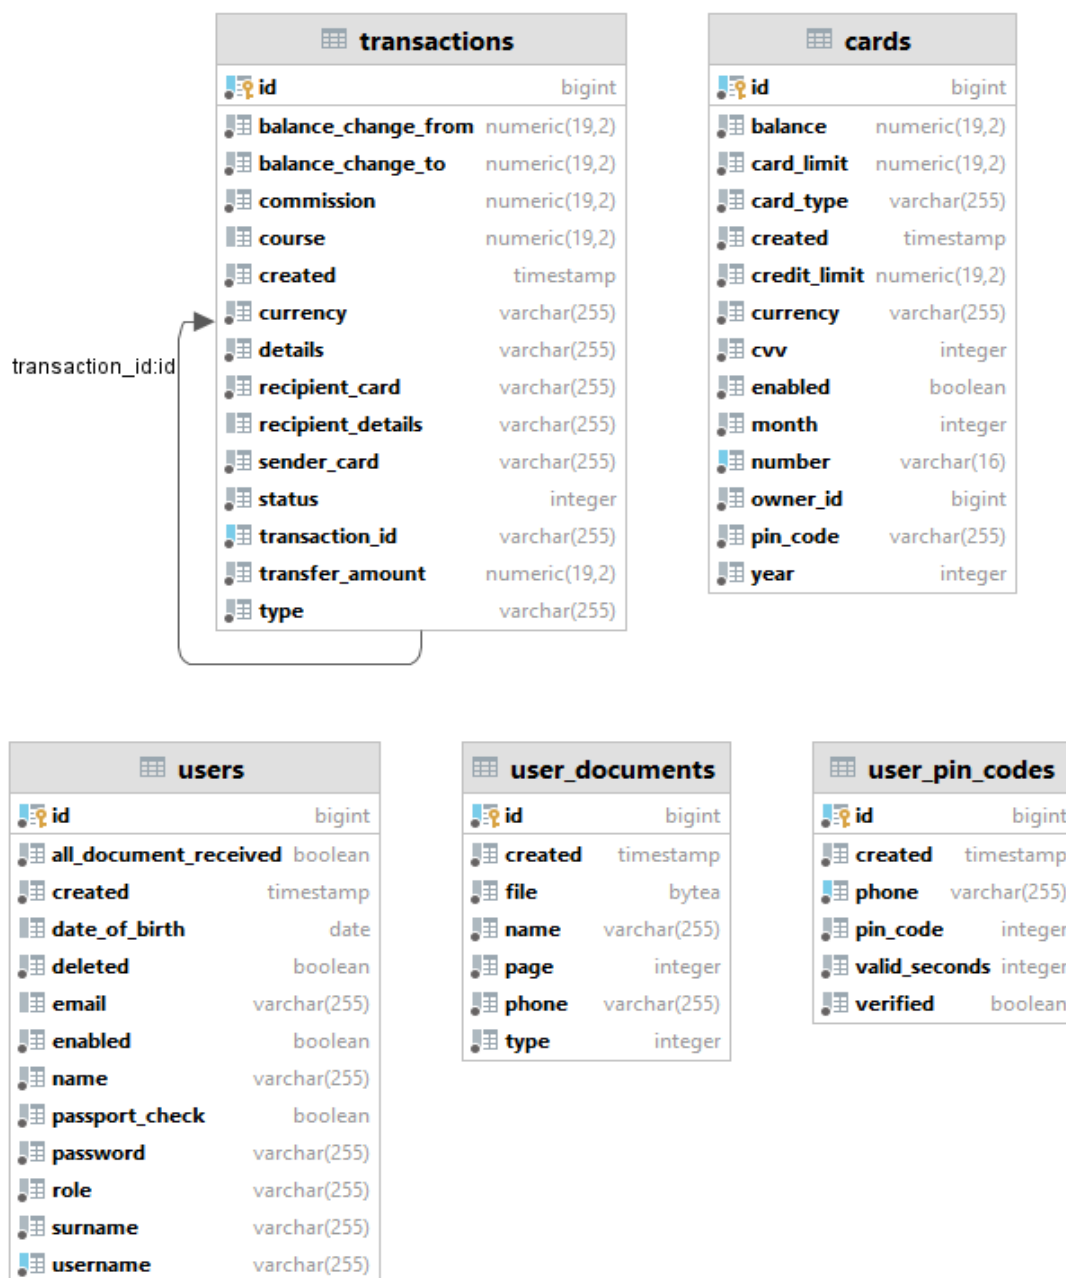 transactions
id bigint
balance_change_from numeric(19,2)
balance_change_to numeric(19,2)
commission numeric(19,2)
course numeric(19,2)
created timestamp
currency varchar(255)
details varchar(255)
recipient_card varchar(255)
recipient_details varchar(255)
sender_card varchar(255)
status integer
transaction_id varchar(255)
transfer_amount numeric(19,2)
type varchar(255)
transaction_id:id
cards
id bigint
balance numeric(19,2)
card_limit numeric(19,2)
card_type varchar(255)
created timestamp
credit_limit numeric(19,2)
currency varchar(255)
cvv integer
enabled boolean
month integer
number varchar(16)
owner_id bigint
pin_code varchar(255)
year integer
users
id bigint
all_document_received boolean
created timestamp
date_of_birth date
deleted boolean
email varchar(255)
enabled boolean
name varchar(255)
passport_check boolean
password varchar(255)
role varchar(255)
surname varchar(255)
username varchar(255)
user_documents
id bigint
created timestamp
file bytea
name varchar(255)
page integer
phone varchar(255)
type integer
user_pin_codes
id bigint
created timestamp
phone varchar(255)
pin_code integer
valid_seconds integer
verified boolean